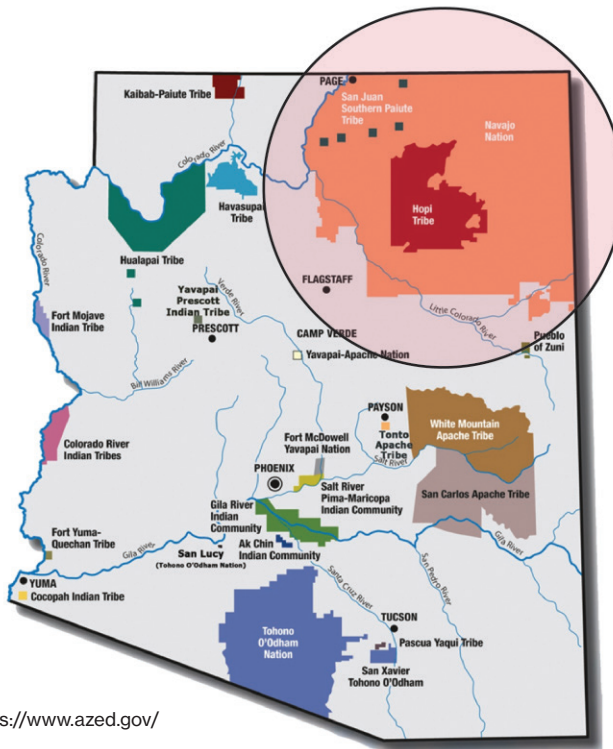 PAGE
Kaibab-Paiute Tribe
San Juan
Southern Paiute
Tribe
Navajo
Nation
Colorado River
Havasupai
Tribe
Hopi
Tribe
Hualapai Tribe
Colorado River
Verde River
FLAGSTAFF
Yavapai
Prescott
Indian Tribe
Little Colorado River
Fort Mojave
Indian Tribe
PRESCOTT
CAMP VERDE
Yavapai-Apache Nation
Pueblo
of Zuni
Bill Williams River
PAYSON
Tonto
Apache
Tribe
White Mountain
Apache Tribe
Colorado River
Indian Tribes
Fort McDowell
Yavapai Nation
Salt River
PHOENIX
Salt River
Pima-Maricopa
Indian Community
San Carlos Apache Tribe
Gila River
Indian
Community
Fort Yuma-
Quechan Tribe
Gila River
San Lucy
(Tohono O'Odham Nation)
Ak Chin
Indian Community
Gila River
YUMA
Cocopah Indian Tribe
Santa Cruz River
San Pedro River
TUCSON
Tohono
O'Odham
Nation
Pascua Yaqui Tribe
San Xavier
Tohono O'Odham
s://www.azed.gov/